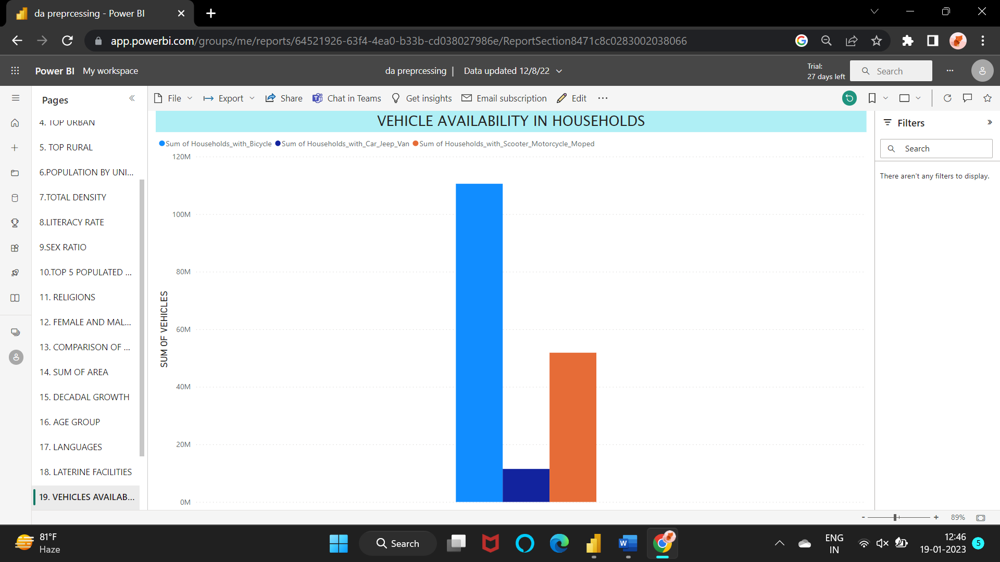 da preprcessing - Power BI
app.powerbi.com/groups/me/reports/64521926-63f4-4ea0-b33b-cd038027986e/ReportSection8471c8c0283002038066
Power BI My workspace
da preprcessing | Data updated 12/8/22
Trial:
27 days left
Search
Pages
File
Export
Share
Chat in Teams
Get insights
Email subscription
Edit
4. TOP URBAN
5. TOP RURAL
6.POPULATION BY UNI...
7.TOTAL DENSITY
8.LITERACY RATE
9.SEX RATIO
10.TOP 5 POPULATED ...
11. RELIGIONS
12. FEMALE AND MAL...
13. COMPARISON OF ...
14. SUM OF AREA
15. DECADAL GROWTH
16. AGE GROUP
17. LANGUAGES
18. LATERINE FACILITIES
19. VEHICLES AVAILAB...
VEHICLE AVAILABILITY IN HOUSEHOLDS
Sum of Households_with_Bicycle Sum of Households_with_Car_Jeep_Van Sum of Households_with_Scooter_Motorcycle_Moped
SUM OF VEHICLES
120M
100M
80M
60M
40M
20M
0M
Filters
Search
There aren't any filters to display.
- + 89%
81°F
Haze
Search
ENG
IN
12:46
19-01-2023
5